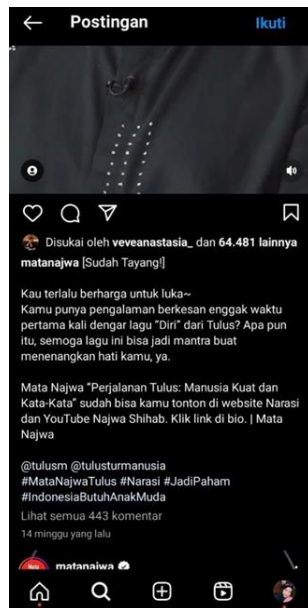 Postingan
Ikuti
Disukai oleh veveanastasia_ dan 64.481 lainnya
matanajwa [Sudah Tayang!]
Kau terlalu berharga untuk luka~
Kamu punya pengalaman berkesan enggak waktu
pertama kali dengar lagu "Diri" dari Tulus? Apa pun
itu, semoga lagu ini bisa jadi mantra buat
menenangkan hati kamu, ya.
Mata Najwa "Perjalanan Tulus: Manusia Kuat dan
Kata-Kata" sudah bisa kamu tonton di website Narasi
dan YouTube Najwa Shihab. Klik link di bio. | Mata
Najwa
@tulusm @tulusturmanusia
#MataNajwaTulus #Narasi #JadiPaham
#IndonesiaButuhAnakMuda
Lihat semua 443 komentar
14 minggu yang lalu
matanajwa